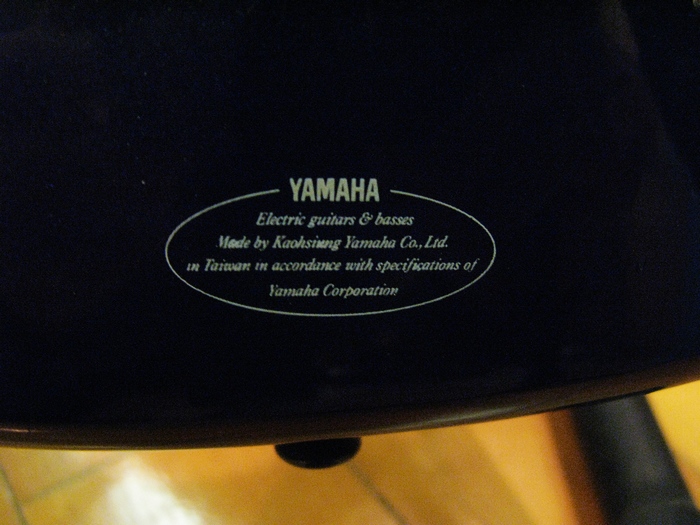 YAMAHA
Electric guitars & basses
Made by Kaohsiung Yamaha Co., Ltd.
in Taiwan in accordance with specifications of
Yamaha Corporation